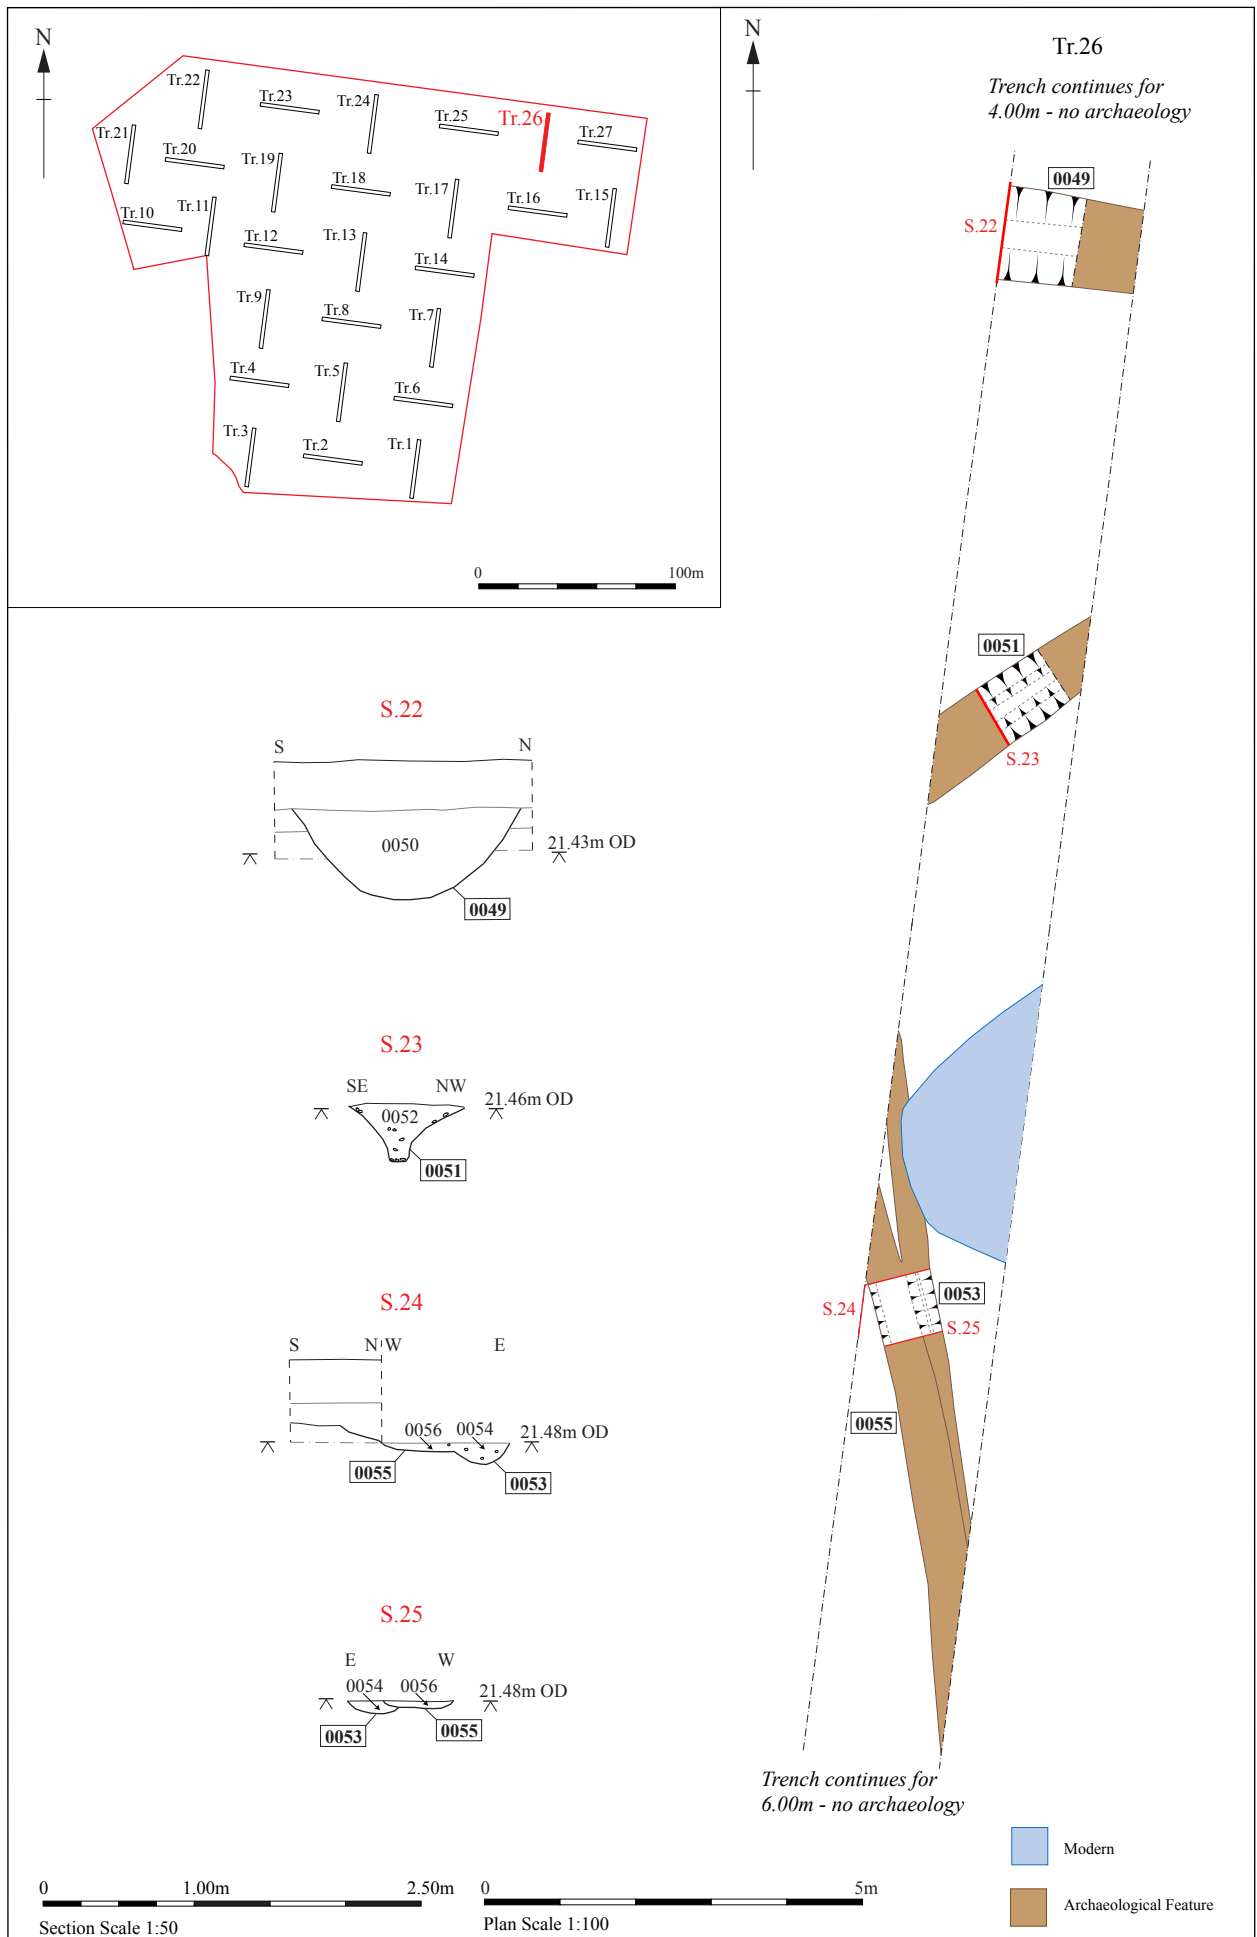 N
Tr.22
Tr.23
Tr.24
Tr.25
Tr.26
Tr.27
Tr.21
Tr.20
Tr.19
Tr.18
Tr.17
Tr.16
Tr.15
Tr.10
Tr.11
Tr.12
Tr.13
Tr.14
Tr.9
Tr.8
Tr.7
Tr.4
Tr.5
Tr.6
Tr.3
Tr.2
Tr.1
0 100m
N
Tr.26
Trench continues for
4.00m - no archaeology
0049
S.22
0051
S.23
0053
S.24
S.25
0055
Trench continues for
6.00m - no archaeology
S.22
S N
0050
21.43m OD
0049
S.23
SE NW
0052
21.46m OD
0051
S.24
S N W E
0056 0054
21.48m OD
0055
0053
S.25
E W
0054 0056
21.48m OD
0053
0055
0 1.00m 2.50m
Section Scale 1:50
0 5m
Plan Scale 1:100
Modern
Archaeological Feature